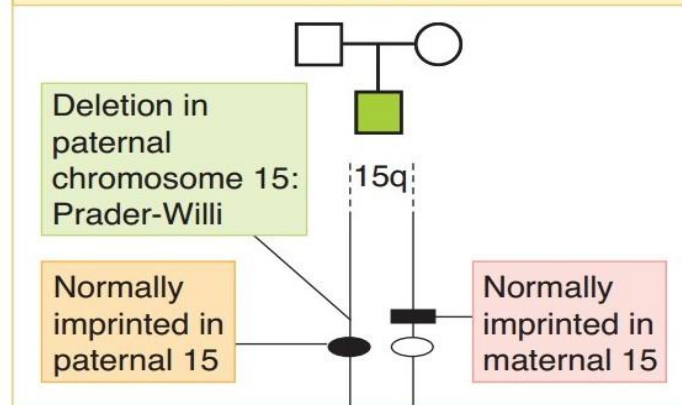 Deletion in
paternal
chromosome 15:
Prader-Willi
15q
Normally
imprinted in
paternal 15
Normally
imprinted in
maternal 15